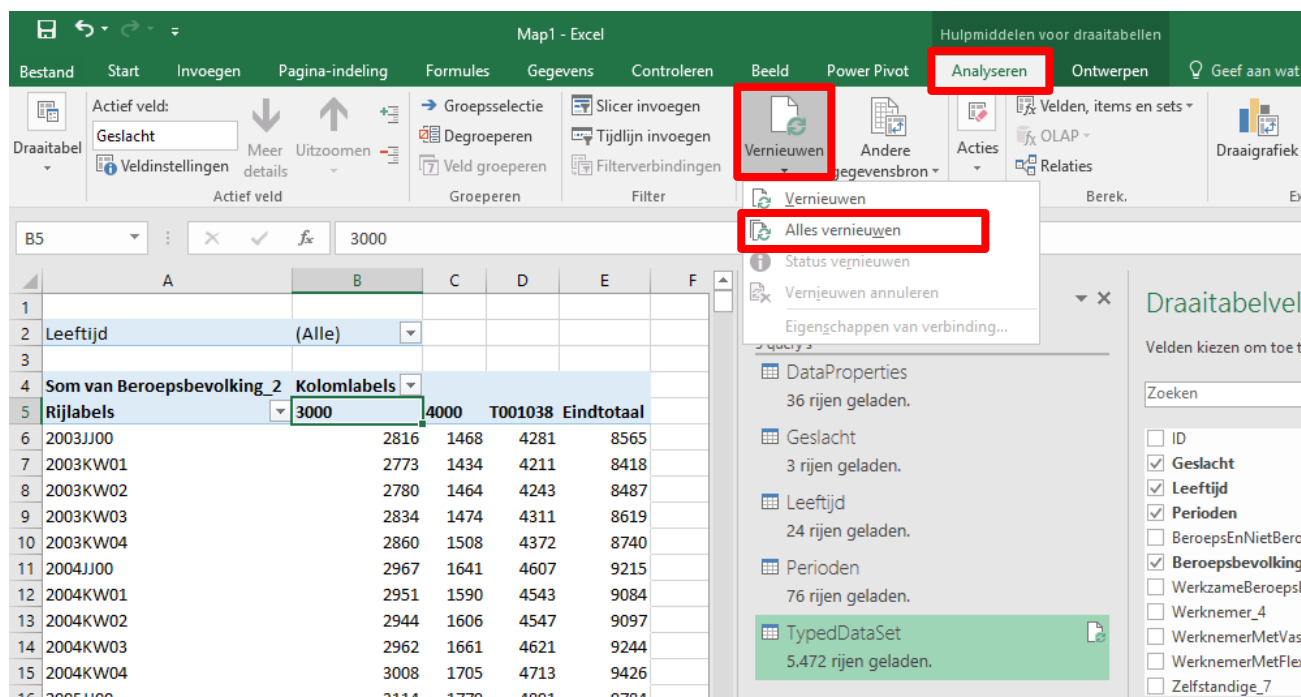 Map1 - Excel
Hulpmiddelen voor draaitabellen
Bestand Start Invoegen Pagina-indeling Formules Gegevens Controleren Beeld Power Pivot Analyseren Ontwerpen Geef aan wat
Draaitabel
Actief veld:
Geslacht
Veldinstellingen
Meer details
Uitzoomen
Actief veld
Groepsselectie
Degroeperen
7 Veld groeperen
Groeperen
Slicer invoegen
Tijdlijn invoegen
Filterverbindingen
Filter
Vernieuwen
Andere
gegevensbron
Acties
Velden, items en sets
OLAP
Relaties
Berek.
Draaigrafiek
Vernieuwen
Alles vernieuwen
Status vernieuwen
Vernieuwen annuleren
Eigenschappen van verbinding...
B5 fx 3000
A B C D E F
1
2 Leeftijd (Alle)
3
4 Som van Beroepsbevolking_2 Kolomlabels
5 Rijlabels 3000 4000 T001038 Eindtotaal
6 2003JJ00 2816 1468 4281 8565
7 2003KW01 2773 1434 4211 8418
8 2003KW02 2780 1464 4243 8487
9 2003KW03 2834 1474 4311 8619
10 2003KW04 2860 1508 4372 8740
11 2004JJ00 2967 1641 4607 9215
12 2004KW01 2951 1590 4543 9084
13 2004KW02 2944 1606 4547 9097
14 2004KW03 2962 1661 4621 9244
15 2004KW04 3008 1705 4713 9426
DataProperties
36 rijen geladen.
Geslacht
3 rijen geladen.
Leeftijd
24 rijen geladen.
Perioden
76 rijen geladen.
TypedDataSet
5.472 rijen geladen.
Draaitabelvel
Velden kiezen om toe t
Zoeken
ID
Geslacht
Leeftijd
Perioden
BeroepsEnNietBero
Beroepsbevolking
WerkzameBeroepsl
Werknemer_4
WerknemerMetVas
WerknemerMetFlex
Zelfstandige_7